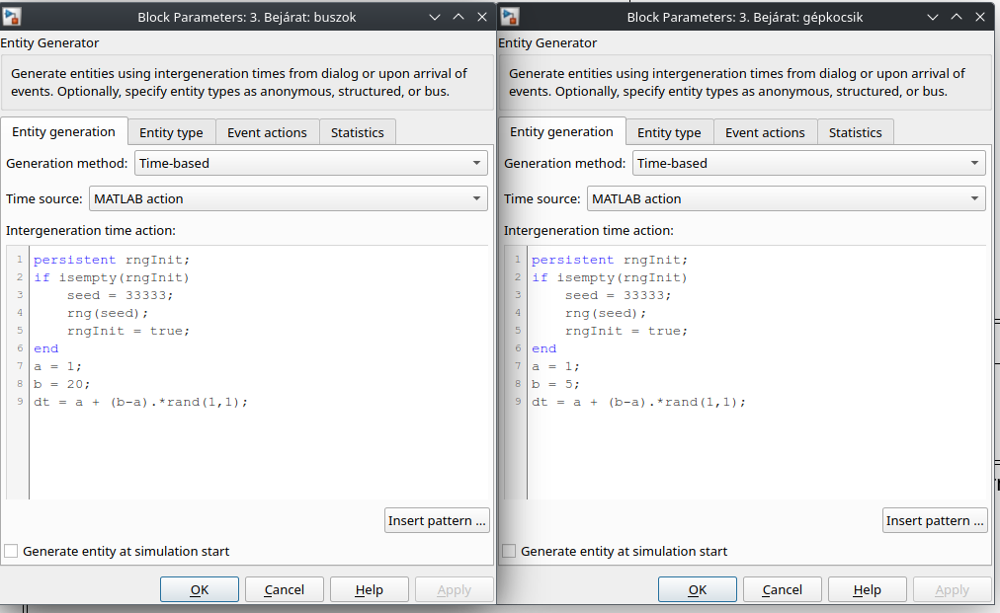 Block Parameters: 3. Bejárat: buszok
Entity Generator
Generate entities using intergeneration times from dialog or upon arrival of
events. Optionally, specify entity types as anonymous, structured, or bus.
Entity generation Entity type Event actions Statistics
Generation method: Time-based
Time source: MATLAB action
Intergeneration time action:
1 persistent rngInit;
2 if isempty(rngInit)
3 seed = 33333;
4 rng(seed);
5 rngInit = true;
6 end
7 a = 1;
8 b = 20;
9 dt = a + (b-a).*rand(1,1);
Insert pattern ...
Generate entity at simulation start
OK Cancel Help Apply
Block Parameters: 3. Bejárat: gépkocsik
Entity Generator
Generate entities using intergeneration times from dialog or upon arrival of
events. Optionally, specify entity types as anonymous, structured, or bus.
Entity generation Entity type Event actions Statistics
Generation method: Time-based
Time source: MATLAB action
Intergeneration time action:
1 persistent rngInit;
2 if isempty(rngInit)
3 seed = 33333;
4 rng(seed);
5 rngInit = true;
6 end
7 a = 1;
8 b = 5;
9 dt = a + (b-a).*rand(1,1);
Insert pattern ...
Generate entity at simulation start
OK Cancel Help Apply